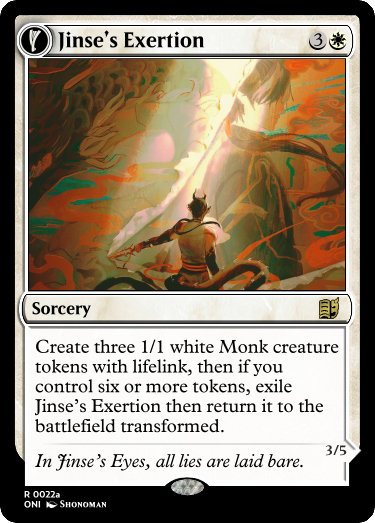 Jinse's Exertion 3
Sorcery
Create three 1/1 white Monk creature
tokens with lifelink, then if you
control six or more tokens, exile
Jinse's Exertion then return it to the
battlefield transformed.
3/5
In Jinse's Eyes, all lies are laid bare.
R 0022a
ONI SHONOMAN